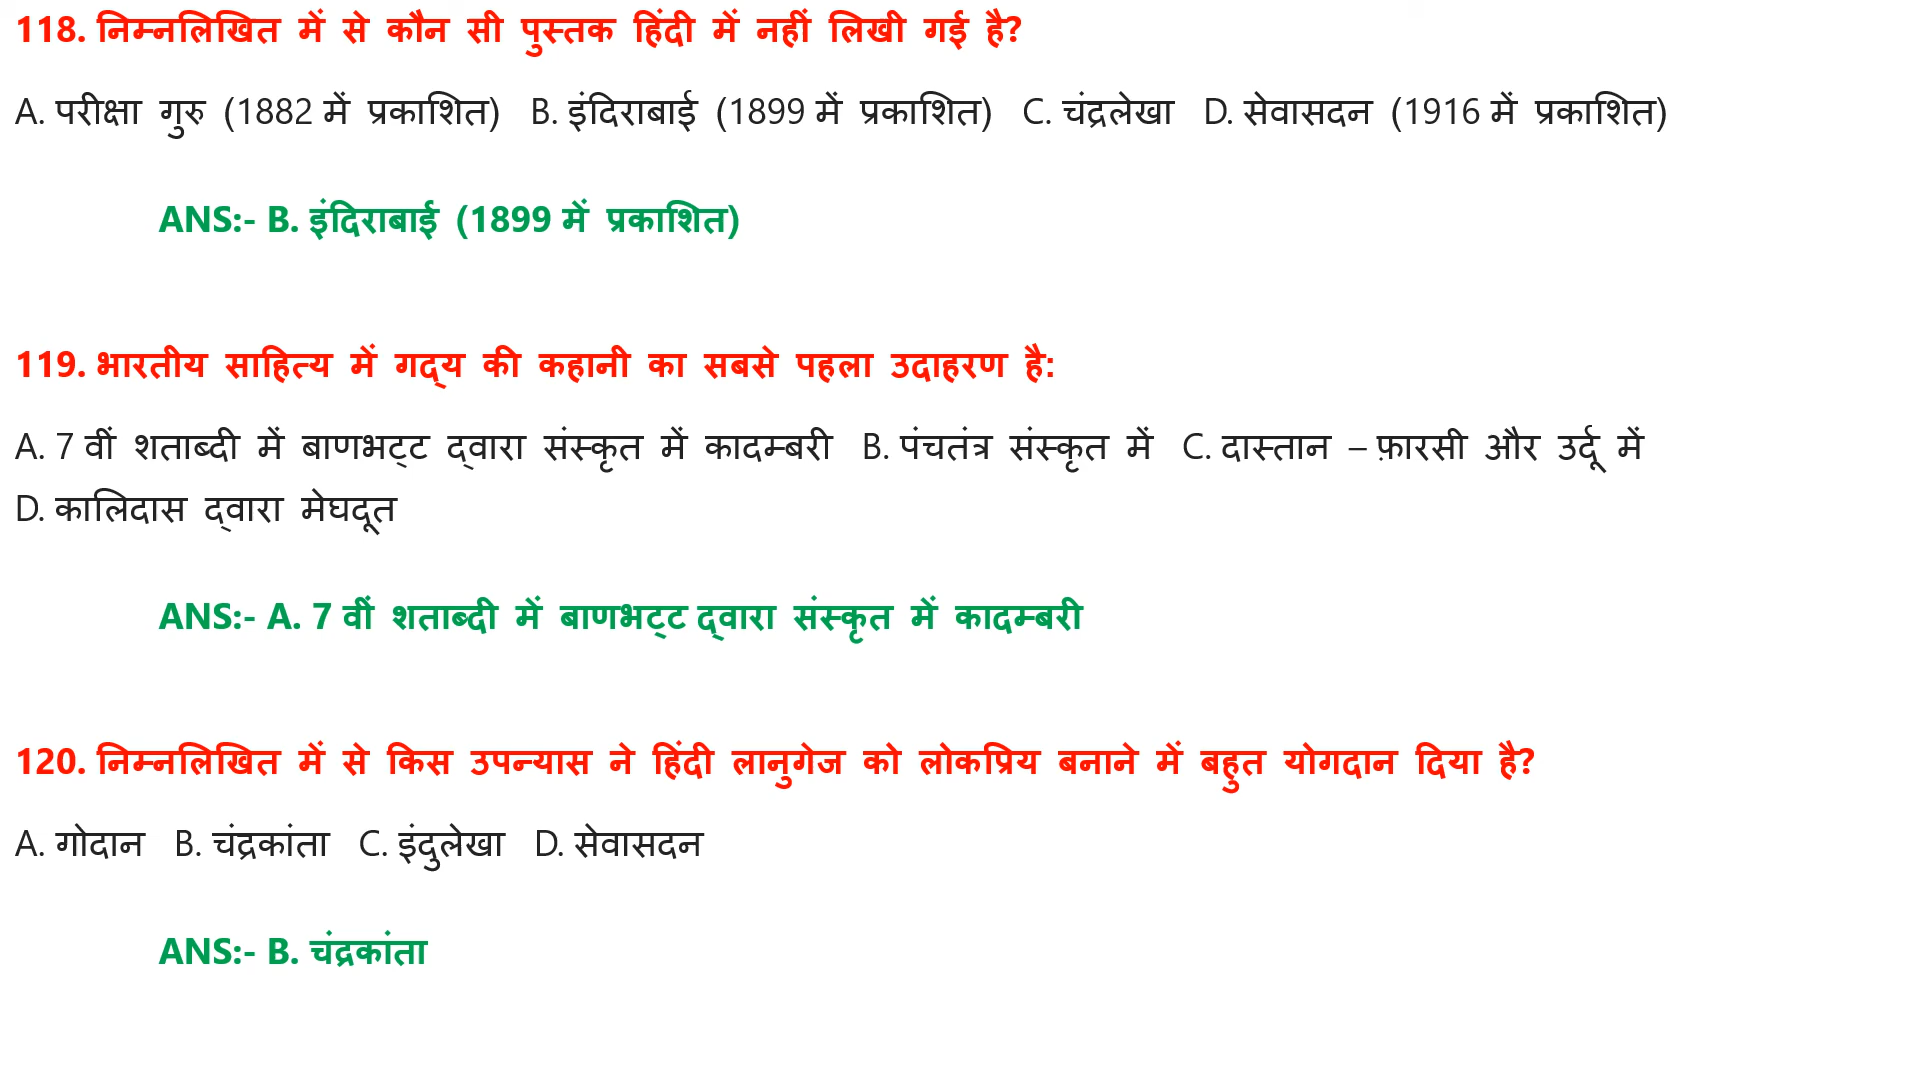 118. निम्नलिखित में से कौन सी पुस्तक हिंदी में नहीं लिखी गई है?
A. परीक्षा गुरु (1882 में प्रकाशित) B. इंदिराबाई (1899 में प्रकाशित) C. चंद्रलेखा D. सेवासदन (1916 में प्रकाशित)
ANS:- B. इंदिराबाई (1899 में प्रकाशित)
119. भारतीय साहित्य में गद्य की कहानी का सबसे पहला उदाहरण है:
A. 7 वीं शताब्दी में बाणभट्ट द्वारा संस्कृत में कादम्बरी B. पंचतंत्र संस्कृत में C. दास्तान – फ़ारसी और उर्दू में
D. कालिदास द्वारा मेघदूत
ANS:- A. 7 वीं शताब्दी में बाणभट्ट द्वारा संस्कृत में कादम्बरी
120. निम्नलिखित में से किस उपन्यास ने हिंदी लानुगेज को लोकप्रिय बनाने में बहुत योगदान दिया है?
A. गोदान B. चंद्रकांता C. इंदुलेखा D. सेवासदन
ANS:- B. चंद्रकांता